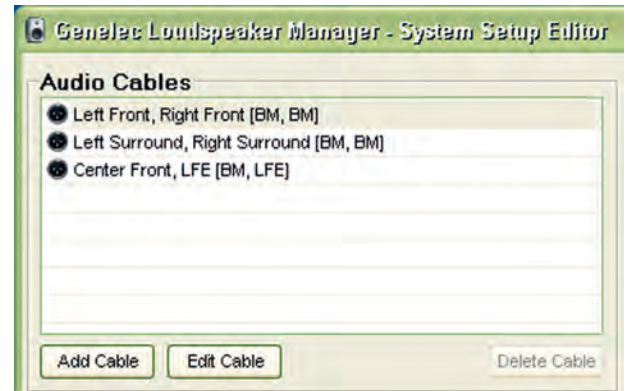 Genelec Loudspeaker Manager - System Setup Editor
Audio Cables
Left Front, Right Front [BM, BM]
Left Surround, Right Surround [BM, BM]
Center Front, LFE [BM, LFE]
Add Cable Edit Cable Delete Cable